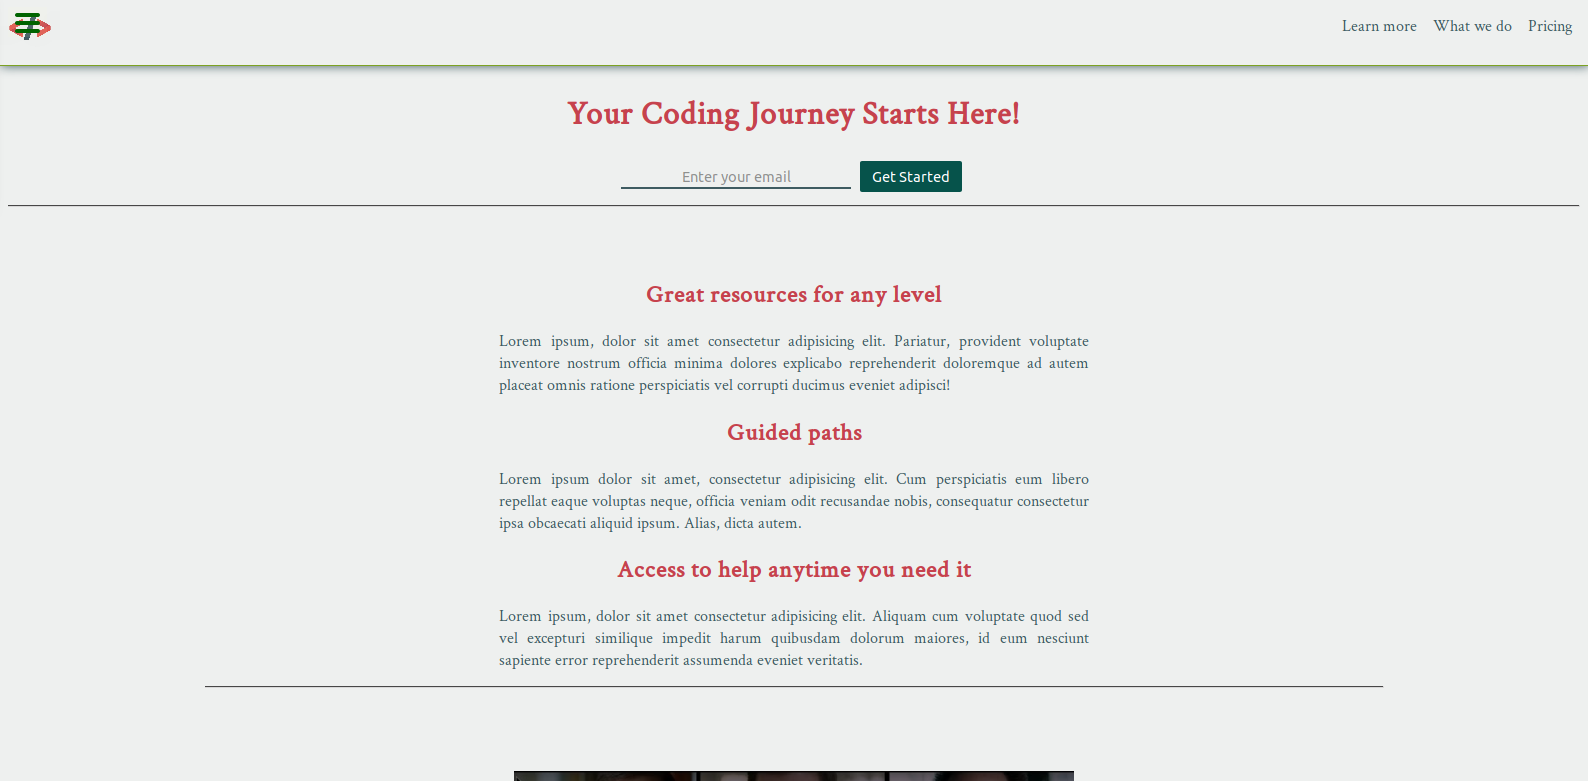 Learn more What we do Pricing
Your Coding Journey Starts Here!
Enter your email Get Started
Great resources for any level
Lorem ipsum, dolor sit amet consectetur adipisicing elit. Pariatur, provident voluptate
inventore nostrum officia minima dolores explicabo reprehenderit doloremque ad autem
placeat omnis ratione perspiciatis vel corrupti ducimus eveniet adipisci!
Guided paths
Lorem ipsum dolor sit amet, consectetur adipisicing elit. Cum perspiciatis eum libero
repellat eaque voluptas neque, officia veniam odit recusandae nobis, consequatur consectetur
ipsa obcaecati aliquid ipsum. Alias, dicta autem.
Access to help anytime you need it
Lorem ipsum, dolor sit amet consectetur adipisicing elit. Aliquam cum voluptate quod sed
vel excepturi similique impedit harum quibusdam dolorum maiores, id eum nesciunt
sapiente error reprehenderit assumenda eveniet veritatis.